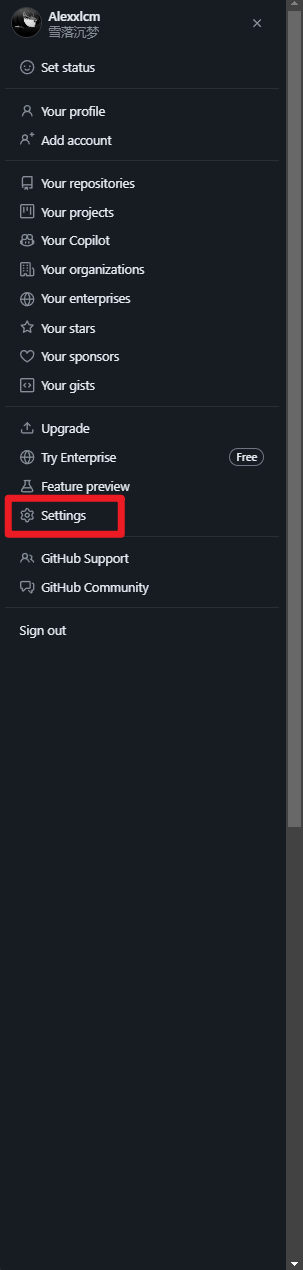 Alexxlcm
雪落沉梦
Set status
Your profile
Add account
Your repositories
Your projects
Your Copilot
Your organizations
Your enterprises
Your stars
Your sponsors
Your gists
Upgrade
Try Enterprise Free
Feature preview
Settings
GitHub Support
GitHub Community
Sign out